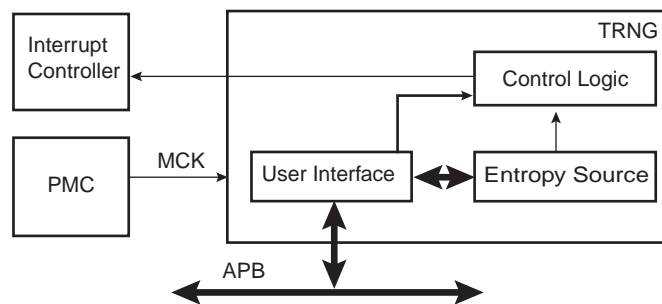 Interrupt
Controller
TRNG
Control Logic
PMC
MCK
User Interface
Entropy Source
APB